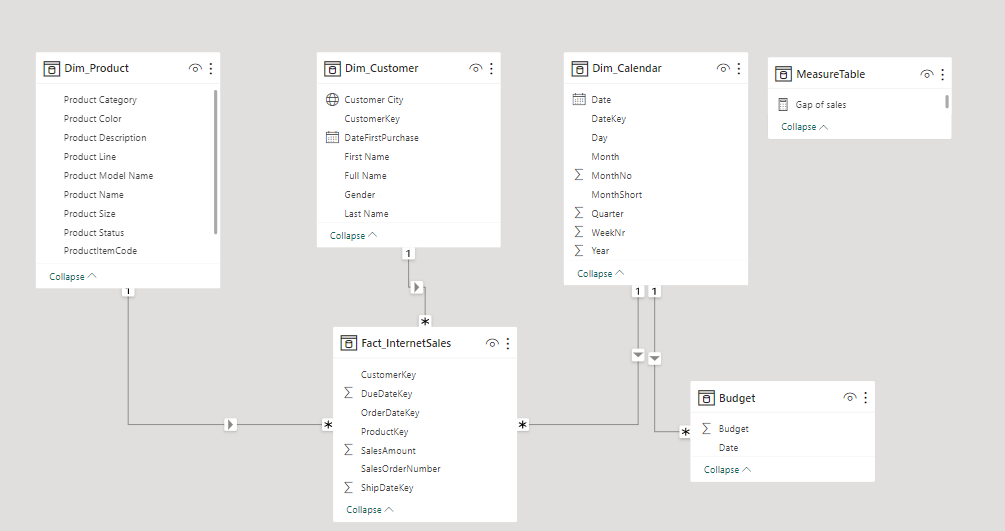 Dim_Product
Product Category
Product Color
Product Description
Product Line
Product Model Name
Product Name
Product Size
Product Status
ProductItemCode
Collapse
1
Dim_Customer
Customer City
CustomerKey
DateFirstPurchase
First Name
Full Name
Gender
Last Name
Collapse
1
*
Dim_Calendar
Date
DateKey
Day
Month
Σ MonthNo
MonthShort
Σ Quarter
Σ WeekNr
Σ Year
Collapse
1 1
MeasureTable
Gap of sales
Collapse
Fact_InternetSales
CustomerKey
Σ DueDateKey
OrderDateKey
ProductKey
* *
Σ SalesAmount
SalesOrderNumber
Σ ShipDateKey
Collapse
Budget
Σ Budget
*
Date
Collapse